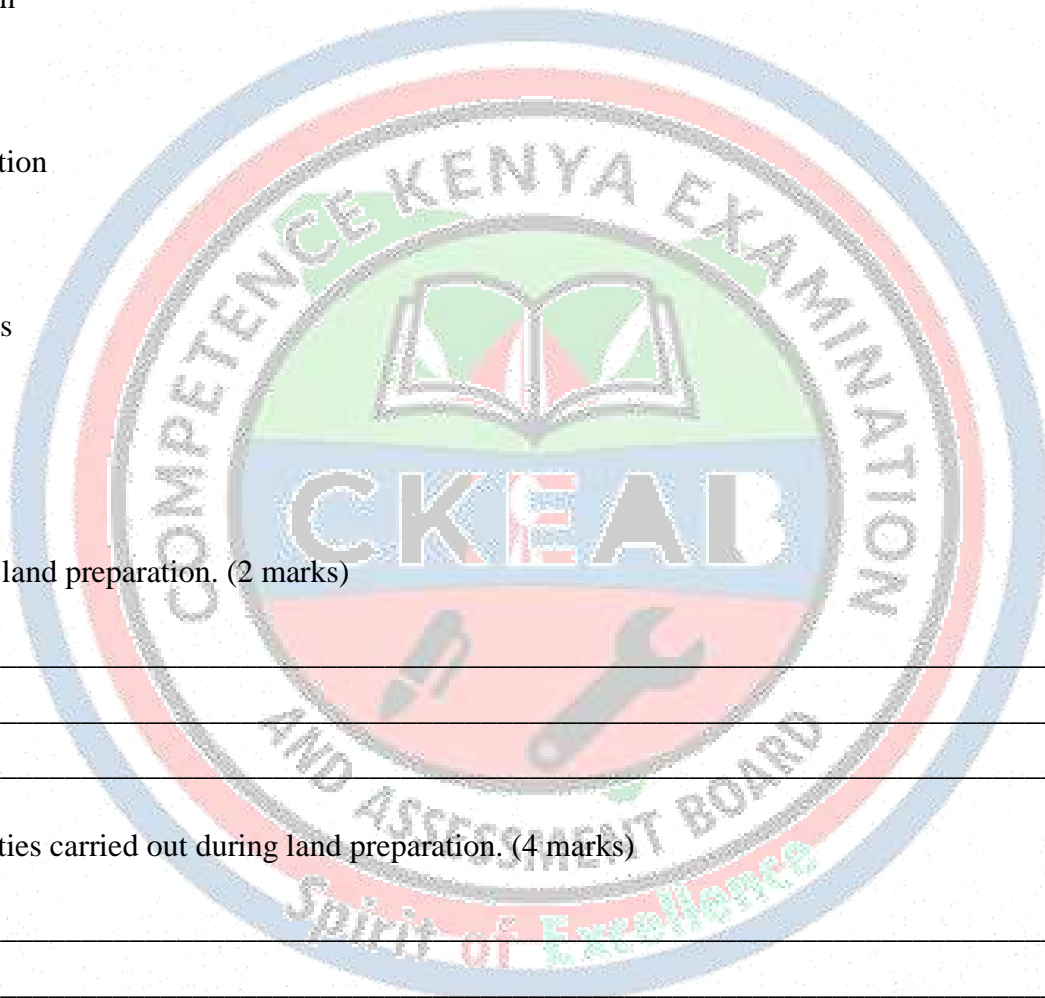 tion
s
land preparation. (2 marks)
ties carried out during land preparation. (4 marks)
COMPETENCE KENYA EXAMINATION
AND ASSESSMENT BOARD
CKEAB
Spirit of Excellence